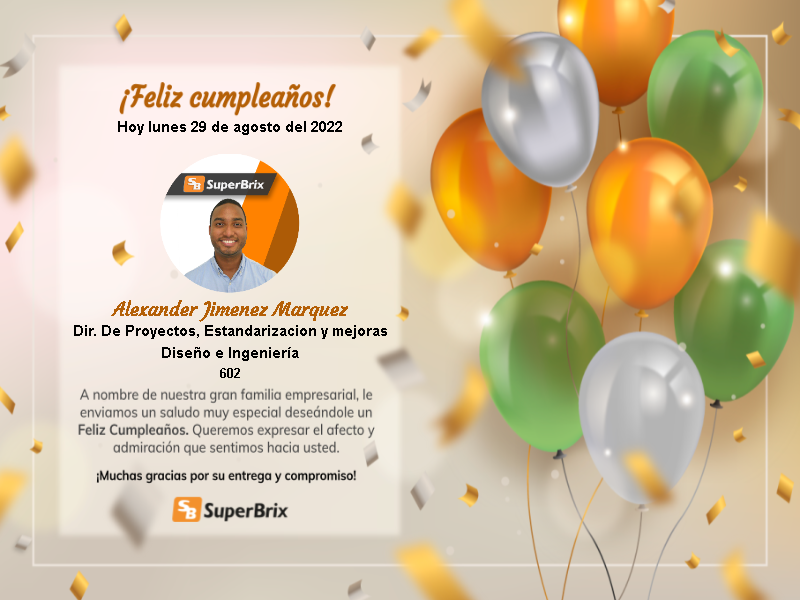 ¡Feliz cumpleaños!
Hoy lunes 29 de agosto del 2022
SB SuperBrix
Alexander Jimenez Marquez
Dir. De Proyectos, Estandarizacion y mejoras
Diseño e Ingeniería
602
A nombre de nuestra gran familia empresarial, le
enviamos un saludo muy especial deseándole un
Feliz Cumpleaños. Queremos expresar el afecto y
admiración que sentimos hacia usted.
¡Muchas gracias por su entrega y compromiso!
SB SuperBrix